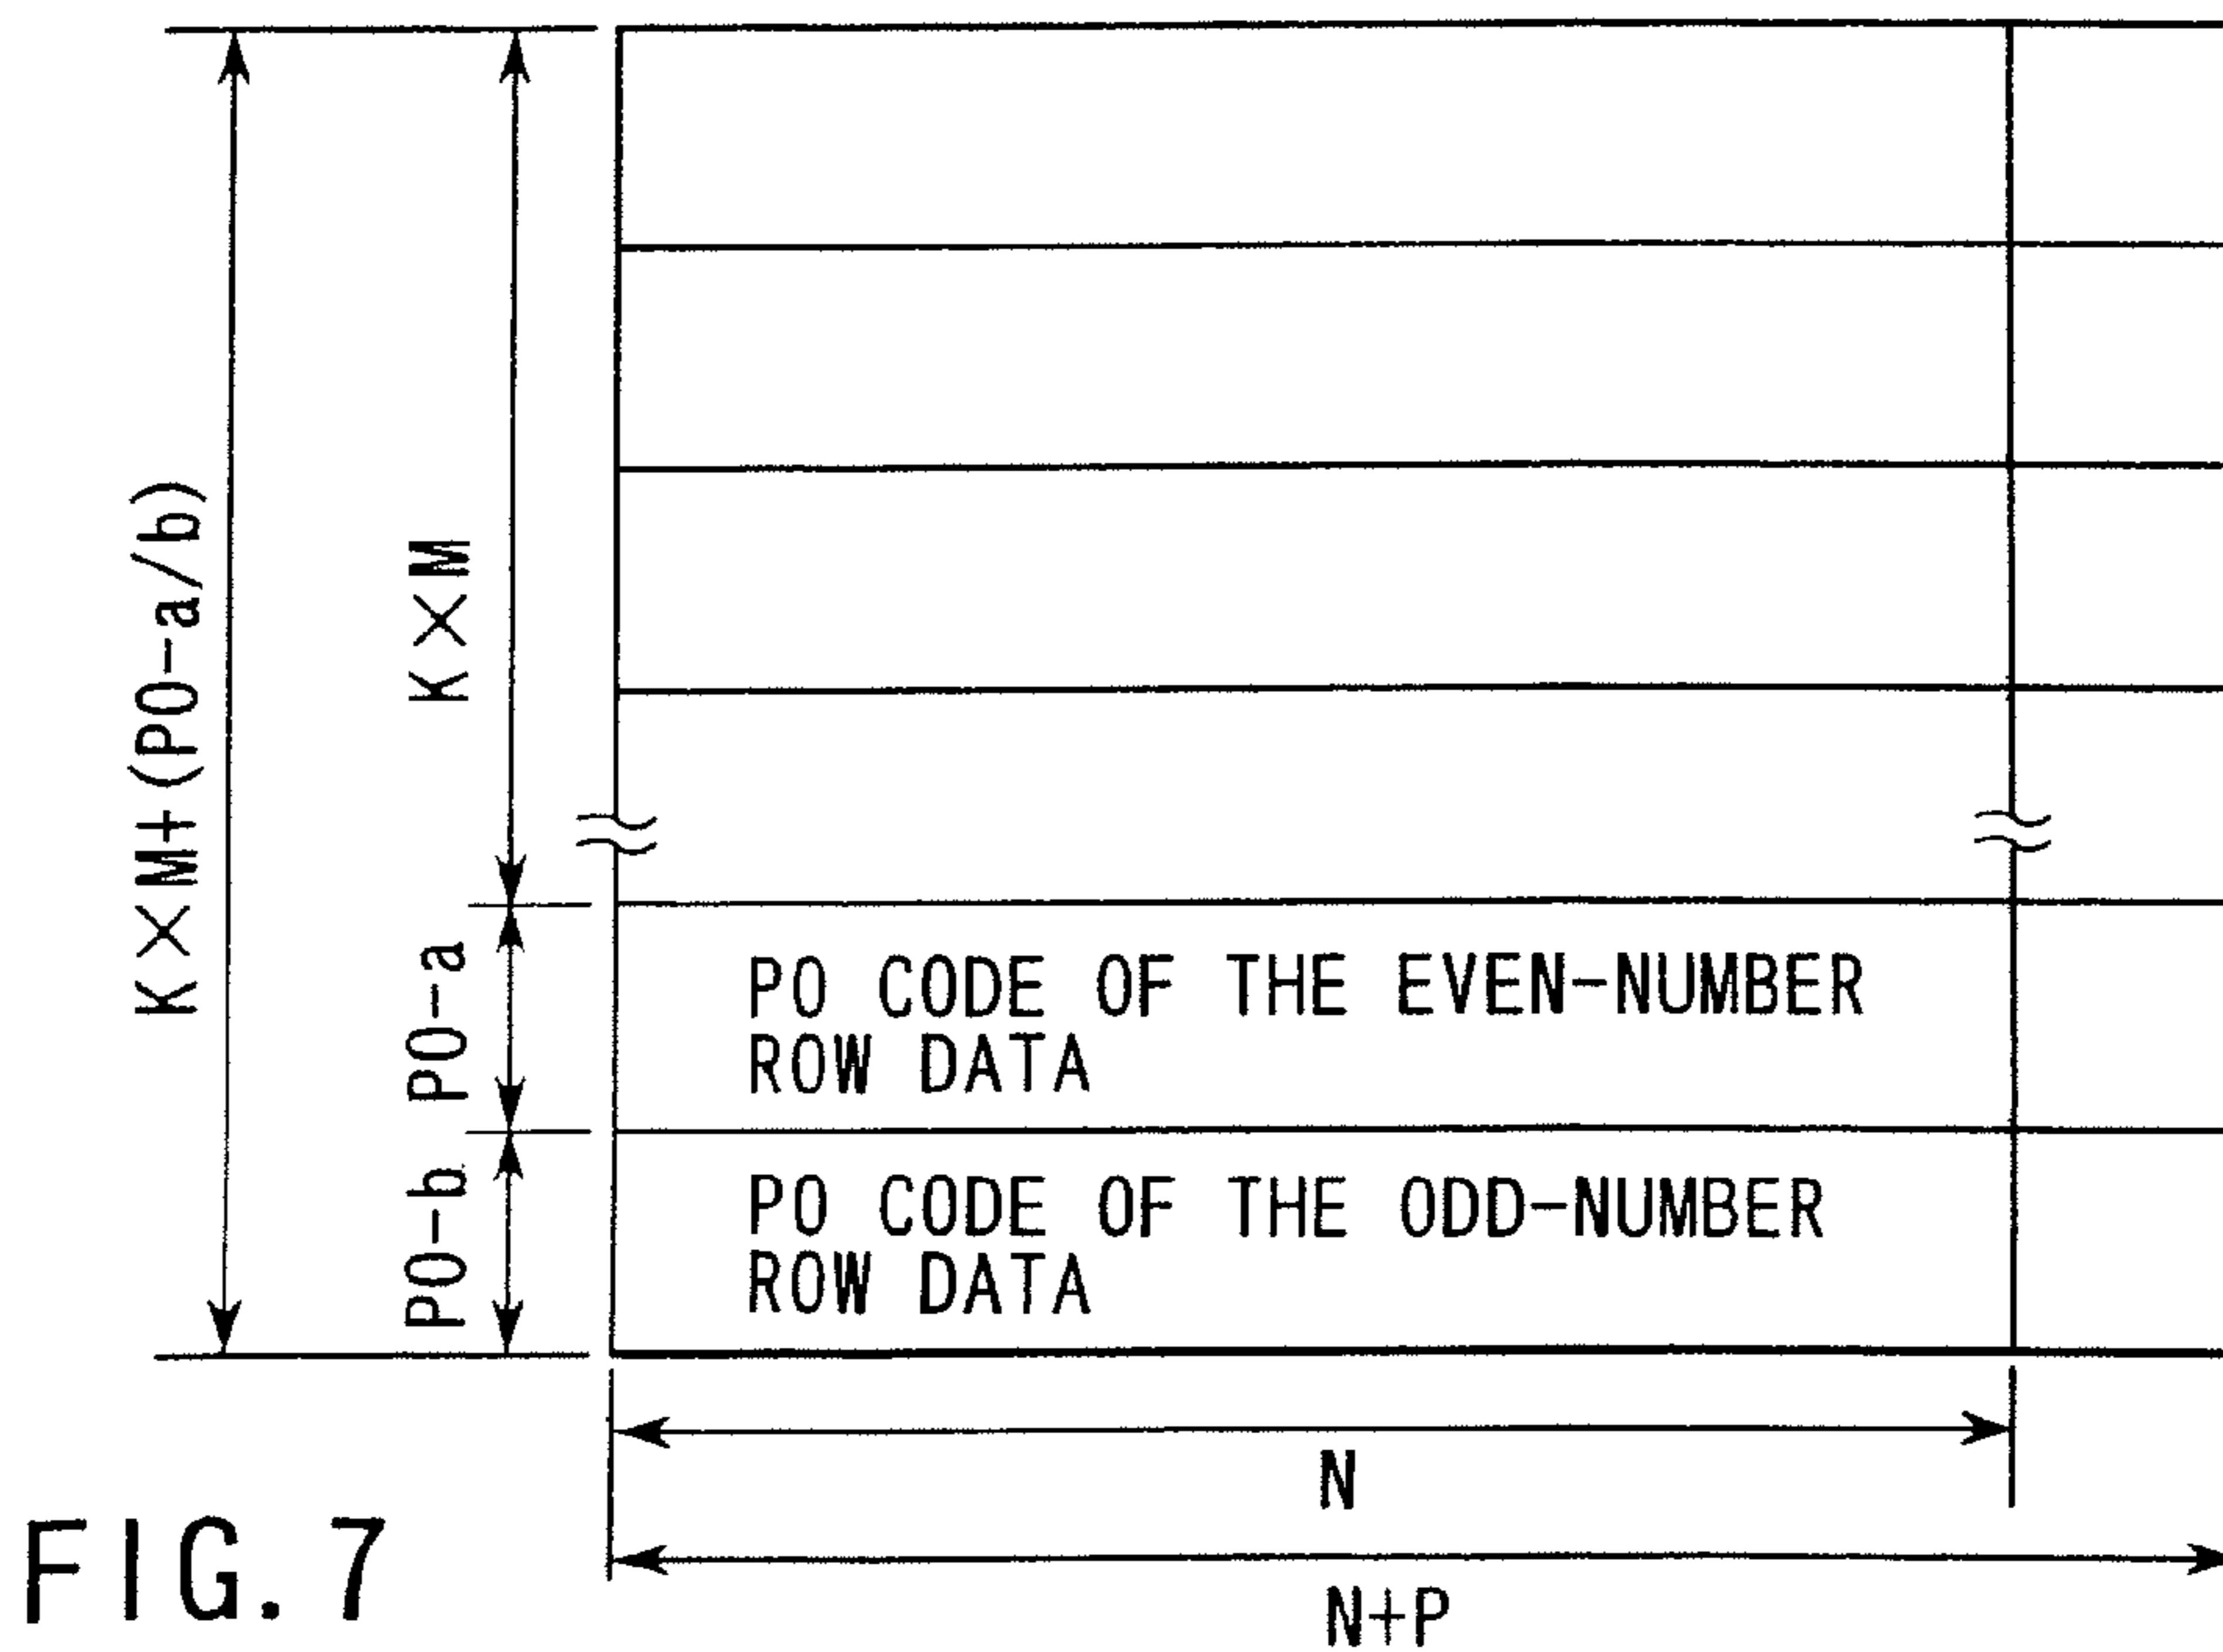 K×M+(PO-a/b)
K×M
PO-a
PO-b
PO CODE OF THE EVEN-NUMBER
ROW DATA
PO CODE OF THE ODD-NUMBER
ROW DATA
N
N+P
FIG. 7